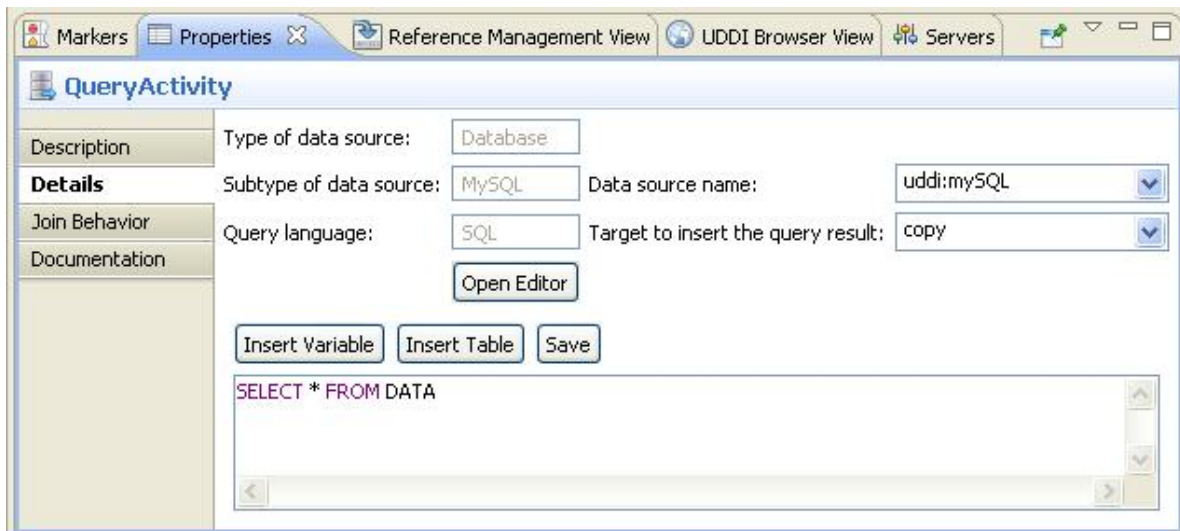 Markers Properties Reference Management View UDDI Browser View Servers
QueryActivity
Description
Details
Join Behavior
Documentation
Type of data source: Database
Subtype of data source: MySQL Data source name: uddi:mySQL
Query language: SQL Target to insert the query result: copy
Open Editor
Insert Variable Insert Table Save
SELECT * FROM DATA